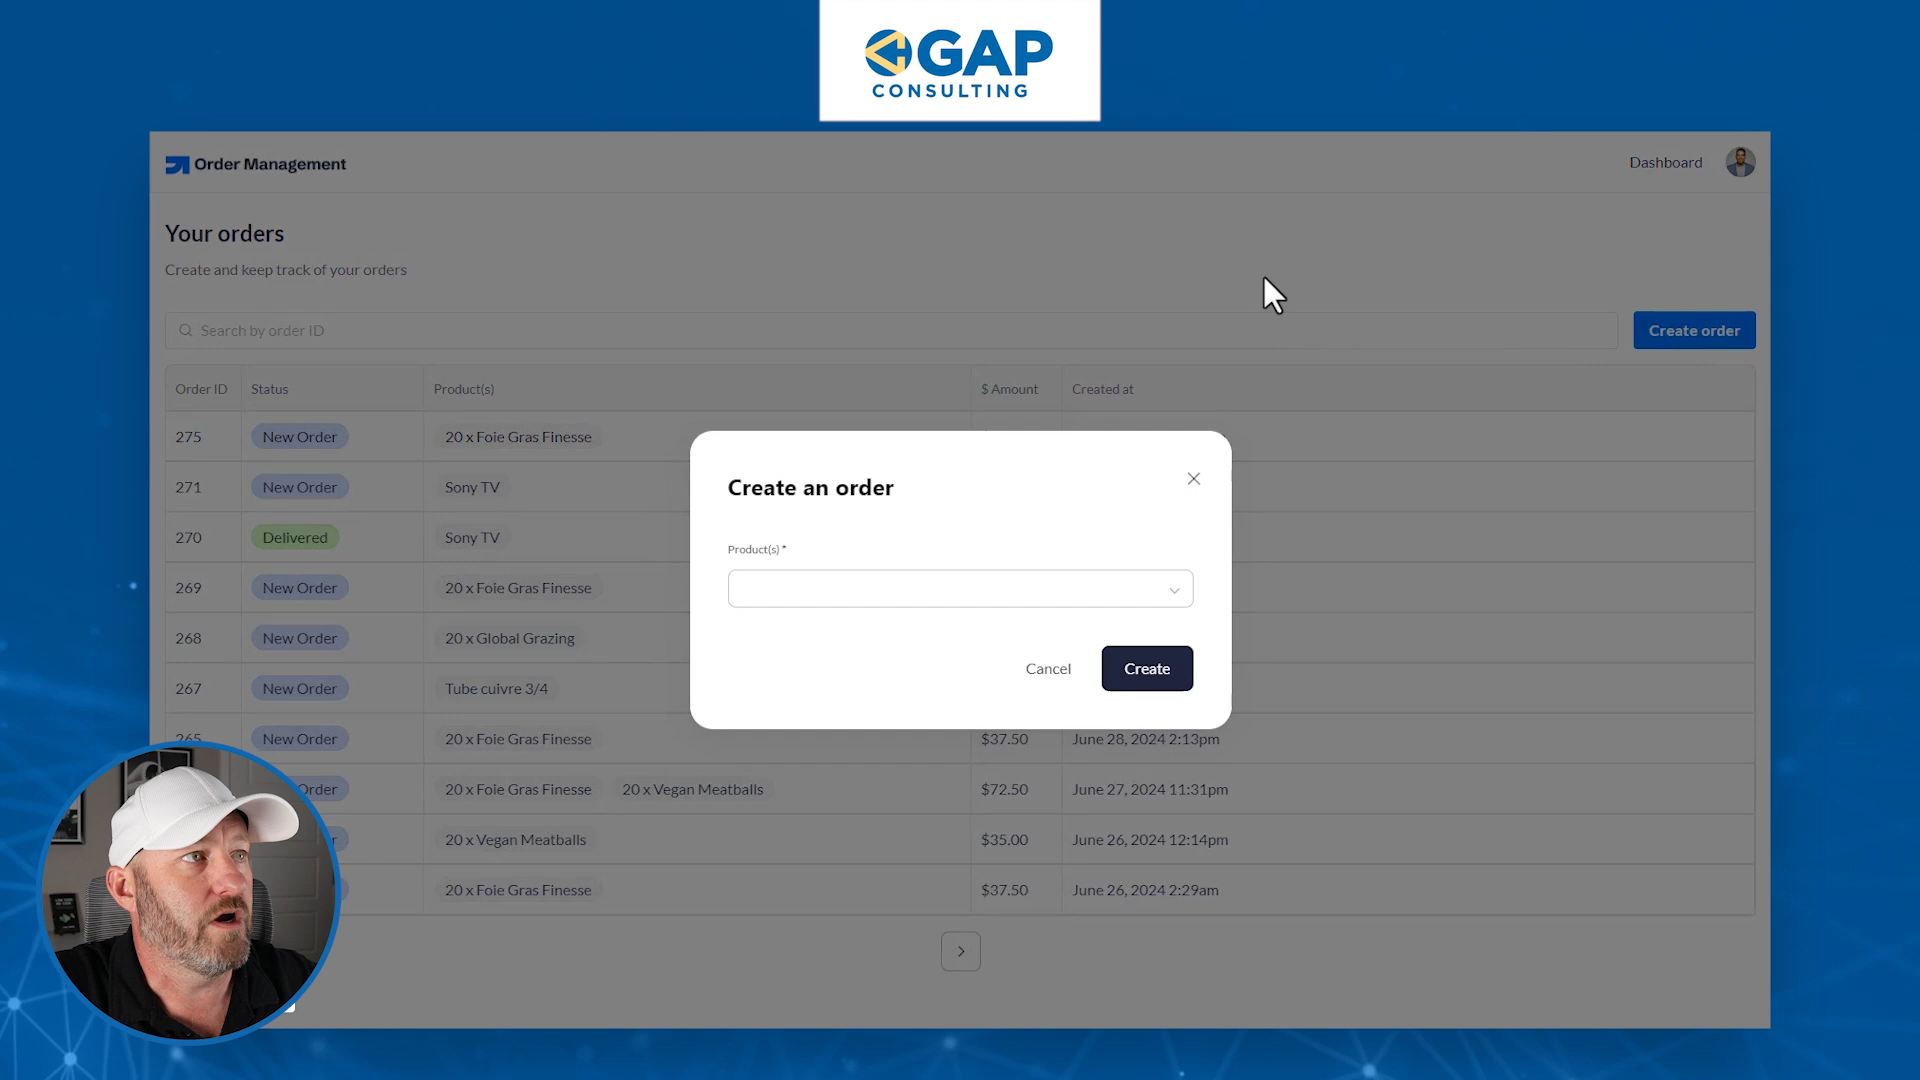 GAP
CONSULTING
Order Management
Dashboard
Your orders
Create and keep track of your orders
Search by order ID
Create order
Order ID Status Product(s) $ Amount Created at
275 New Order 20 x Foie Gras Finesse
271 New Order Sony TV
270 Delivered Sony TV
269 New Order 20 x Foie Gras Finesse
268 New Order 20 x Global Grazing
267 New Order Tube cuivre 3/4
265 New Order 20 x Foie Gras Finesse $37.50 June 28, 2024 2:13pm
Order 20 x Foie Gras Finesse 20 x Vegan Meatballs $72.50 June 27, 2024 11:31pm
20 x Vegan Meatballs $35.00 June 26, 2024 12:14pm
20 x Foie Gras Finesse $37.50 June 26, 2024 2:29am
Create an order
Product(s) *
Cancel
Create